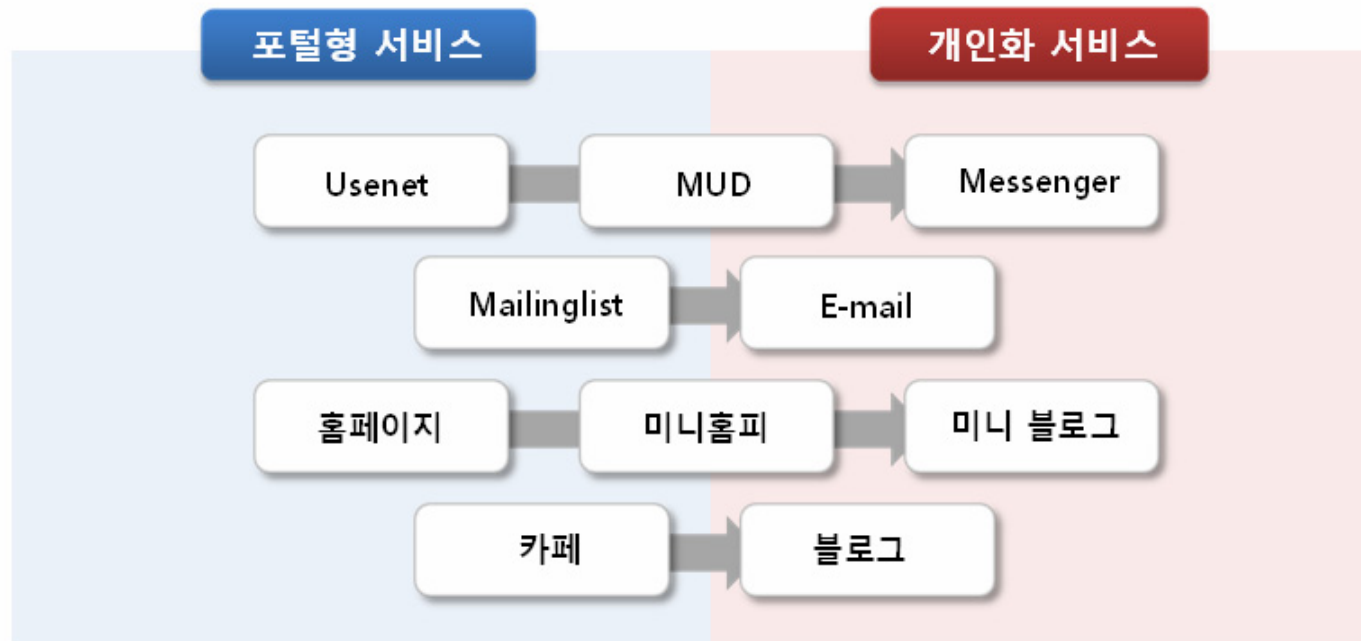 포털형 서비스
개인화 서비스
Usenet
MUD
Messenger
Mailinglist
E-mail
홈페이지
미니홈피
미니 블로그
카페
블로그